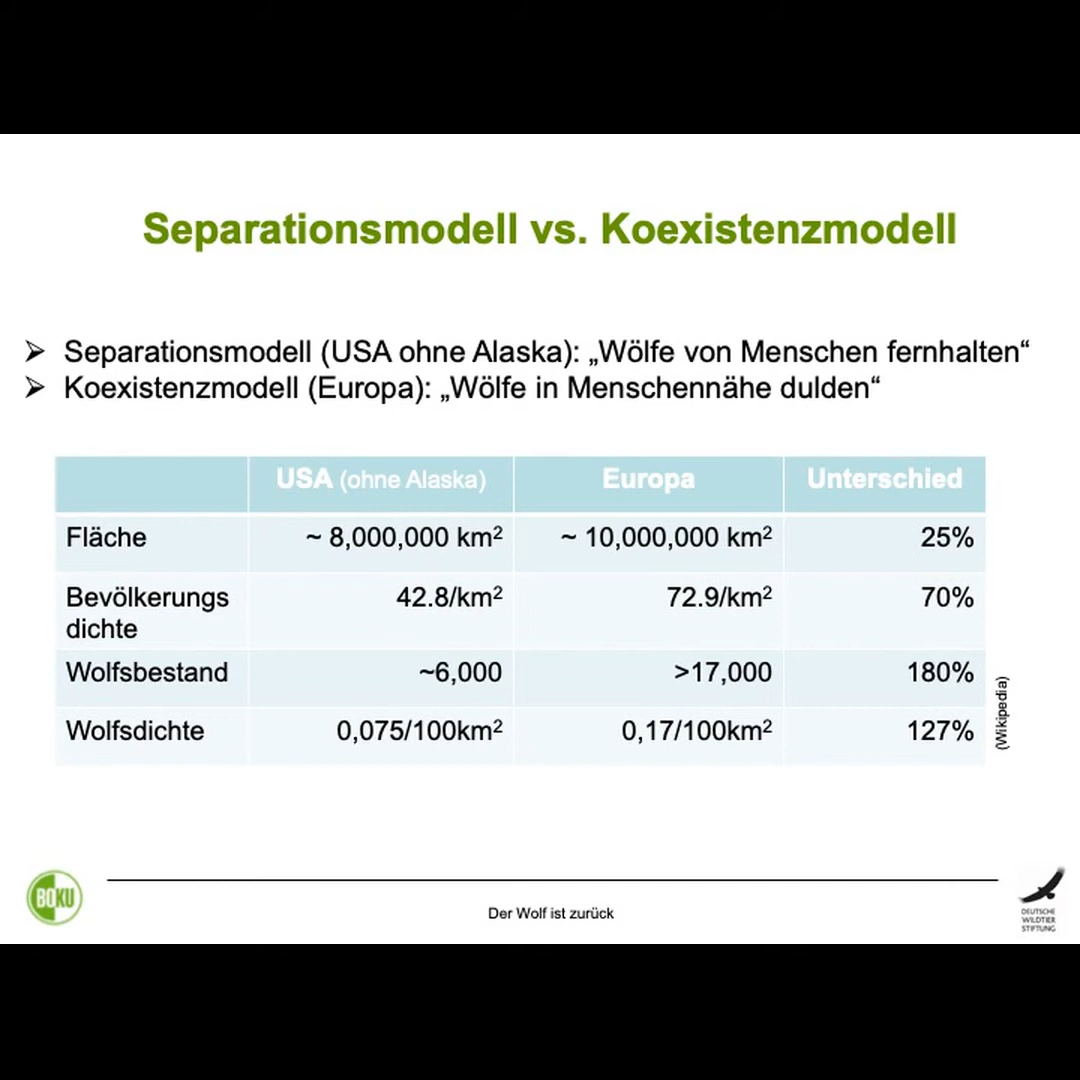 Separationsmodell vs. Koexistenzmodell
➢ Separationsmodell (USA ohne Alaska): „Wölfe von Menschen fernhalten“
➢ Koexistenzmodell (Europa): „Wölfe in Menschennähe dulden“
USA (ohne Alaska) Europa Unterschied
Fläche ~ 8,000,000 km² ~ 10,000,000 km² 25%
Bevölkerungs 42.8/km² 72.9/km² 70%
dichte
Wolfsbestand ~6,000 >17,000 180%
Wolfsdichte 0,075/100km² 0,17/100km² 127%
(Wikipedia)
BOKU
Der Wolf ist zurück
DEUTSCHE
WILDTIER
STIFTUNG